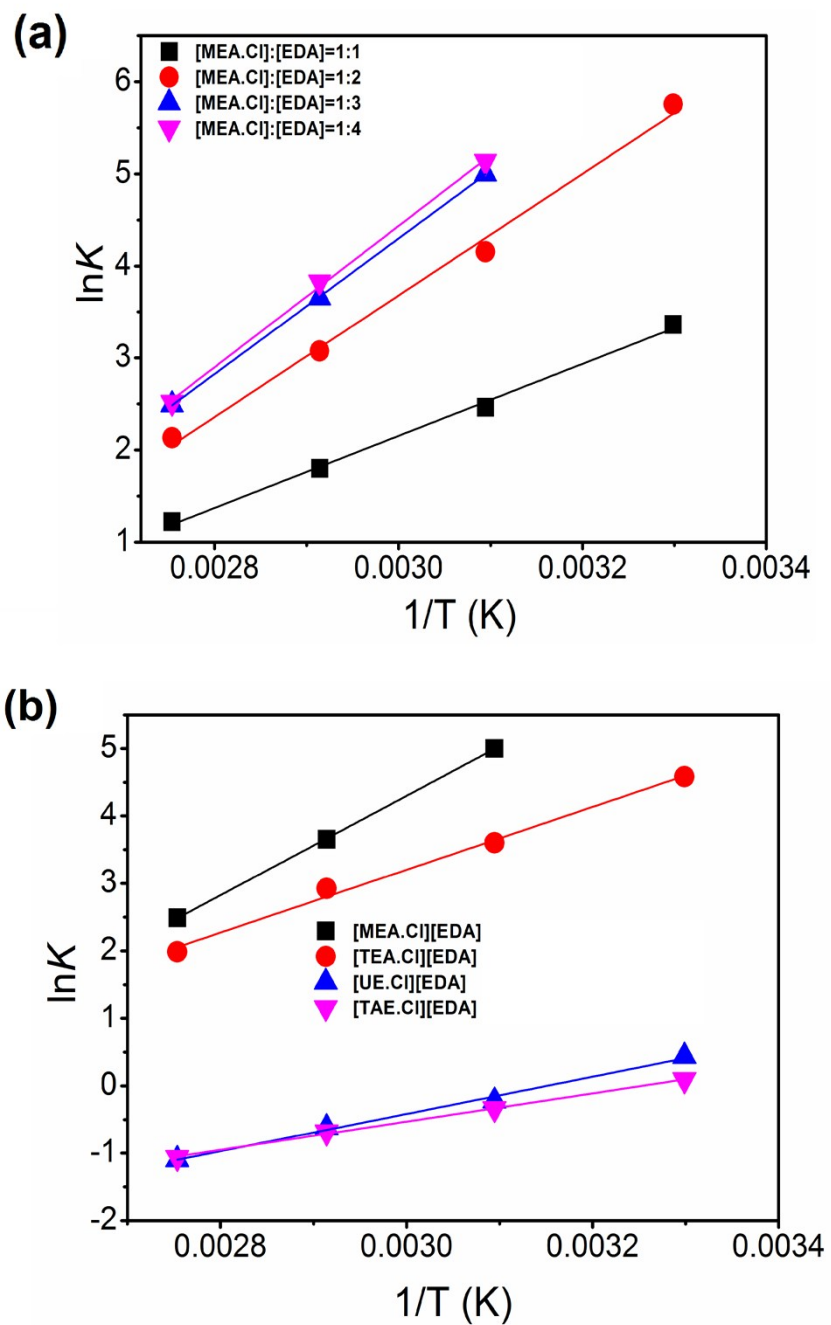 (a)
[MEA.Cl]:[EDA]=1:1
[MEA.Cl]:[EDA]=1:2
[MEA.Cl]:[EDA]=1:3
[MEA.Cl]:[EDA]=1:4
6
5
4
3
2
1
lnK
0.0028 0.0030 0.0032 0.0034
1/T (K)
(b)
5
4
3
2
1
0
-1
-2
lnK
[MEA.Cl][EDA]
[TEA.Cl][EDA]
[UE.Cl][EDA]
[TAE.Cl][EDA]
0.0028 0.0030 0.0032 0.0034
1/T (K)